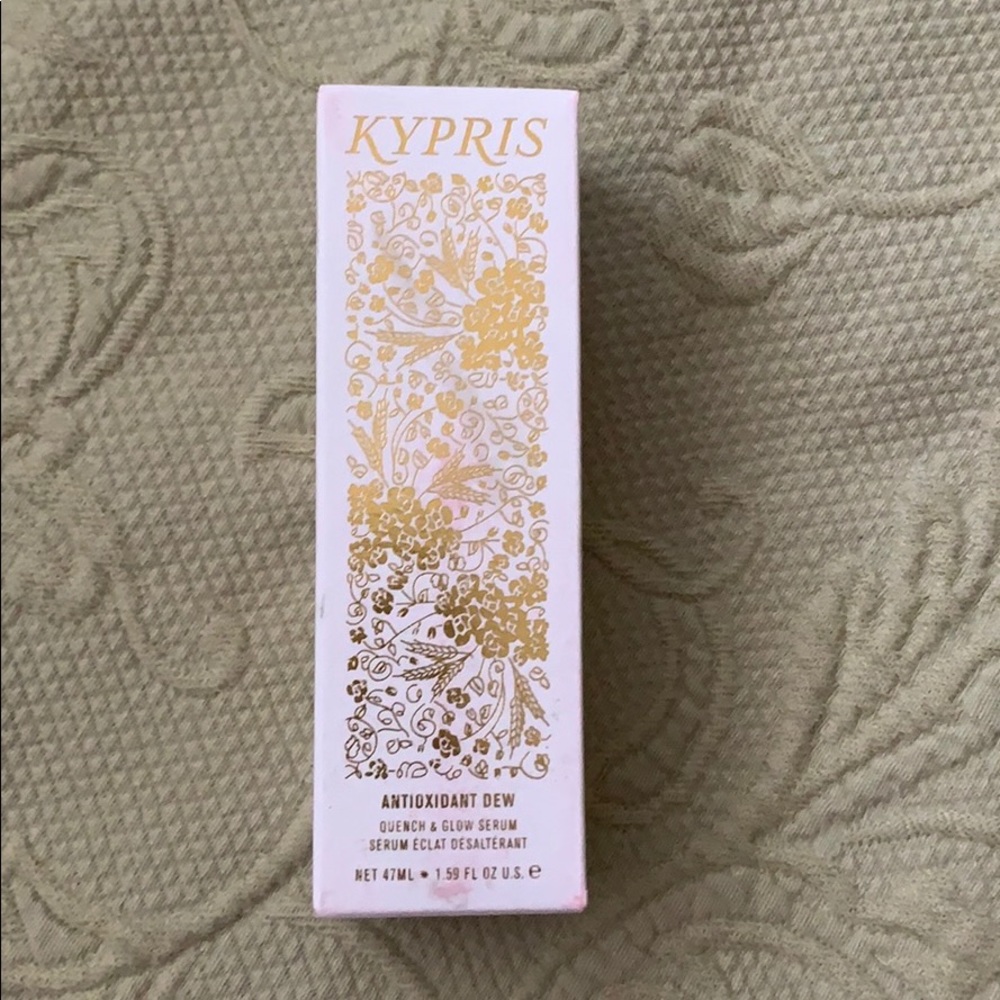 KYPRIS
ANTIOXIDANT DEW
QUENCH & GLOW SERUM
SERUM ÉCLAT DÉSALTÉRANT
NET 47ML • 1.59 FL OZ U.S. ℮